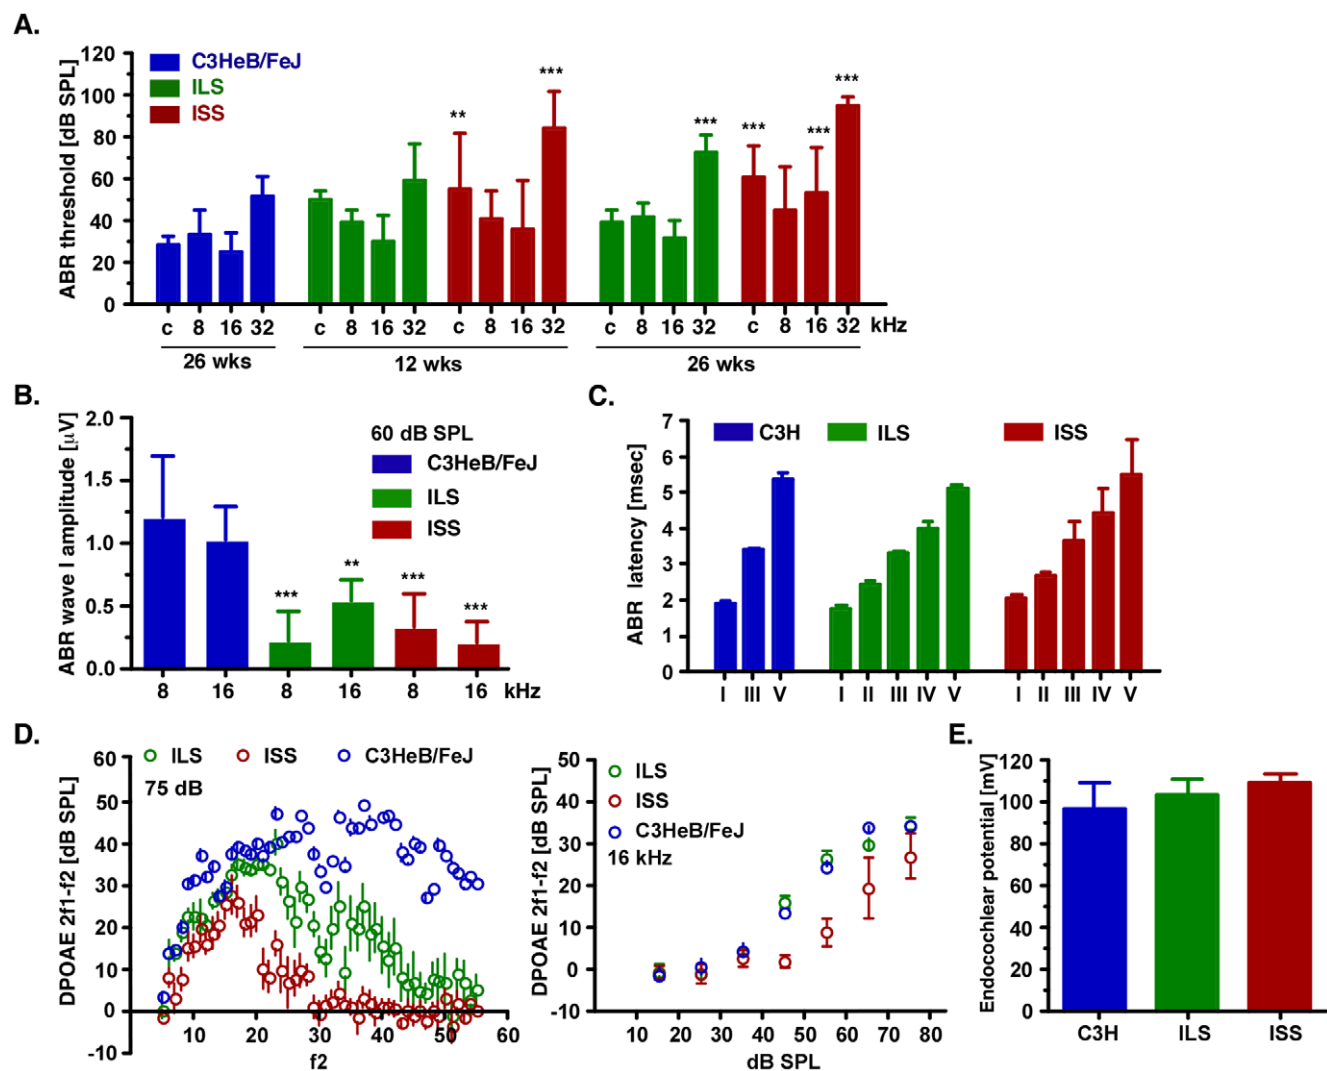 A.
ABR threshold [dB SPL]
120
100
80
60
40
20
0
C3HeB/FeJ
ILS
ISS
** *** *** *** *** ***
c 8 16 32 c 8 16 32 c 8 16 32 c 8 16 32 c 8 16 32 kHz
26 wks 12 wks 26 wks
B.
ABR wave I amplitude [µV]
2.0
1.5
1.0
0.5
0.0
60 dB SPL
C3HeB/FeJ
ILS
ISS
*** ** *** ***
8 16 8 16 8 16 kHz
C.
ABR latency [msec]
7
6
5
4
3
2
1
0
C3H ILS ISS
I III V I II III IV V I II III IV V
D.
DPOAE 2f1-f2 [dB SPL]
60
50
40
30
20
10
0
-10
ILS ISS C3HeB/FeJ
75 dB
10 20 30 40 50 60
f2
DPOAE 2f1-f2 [dB SPL]
50
40
30
20
10
0
-10
ILS
ISS
C3HeB/FeJ
16 kHz
10 20 30 40 50 60 70 80
dB SPL
E.
Endocochlear potential [mV]
120
100
80
60
40
20
0
C3H ILS ISS